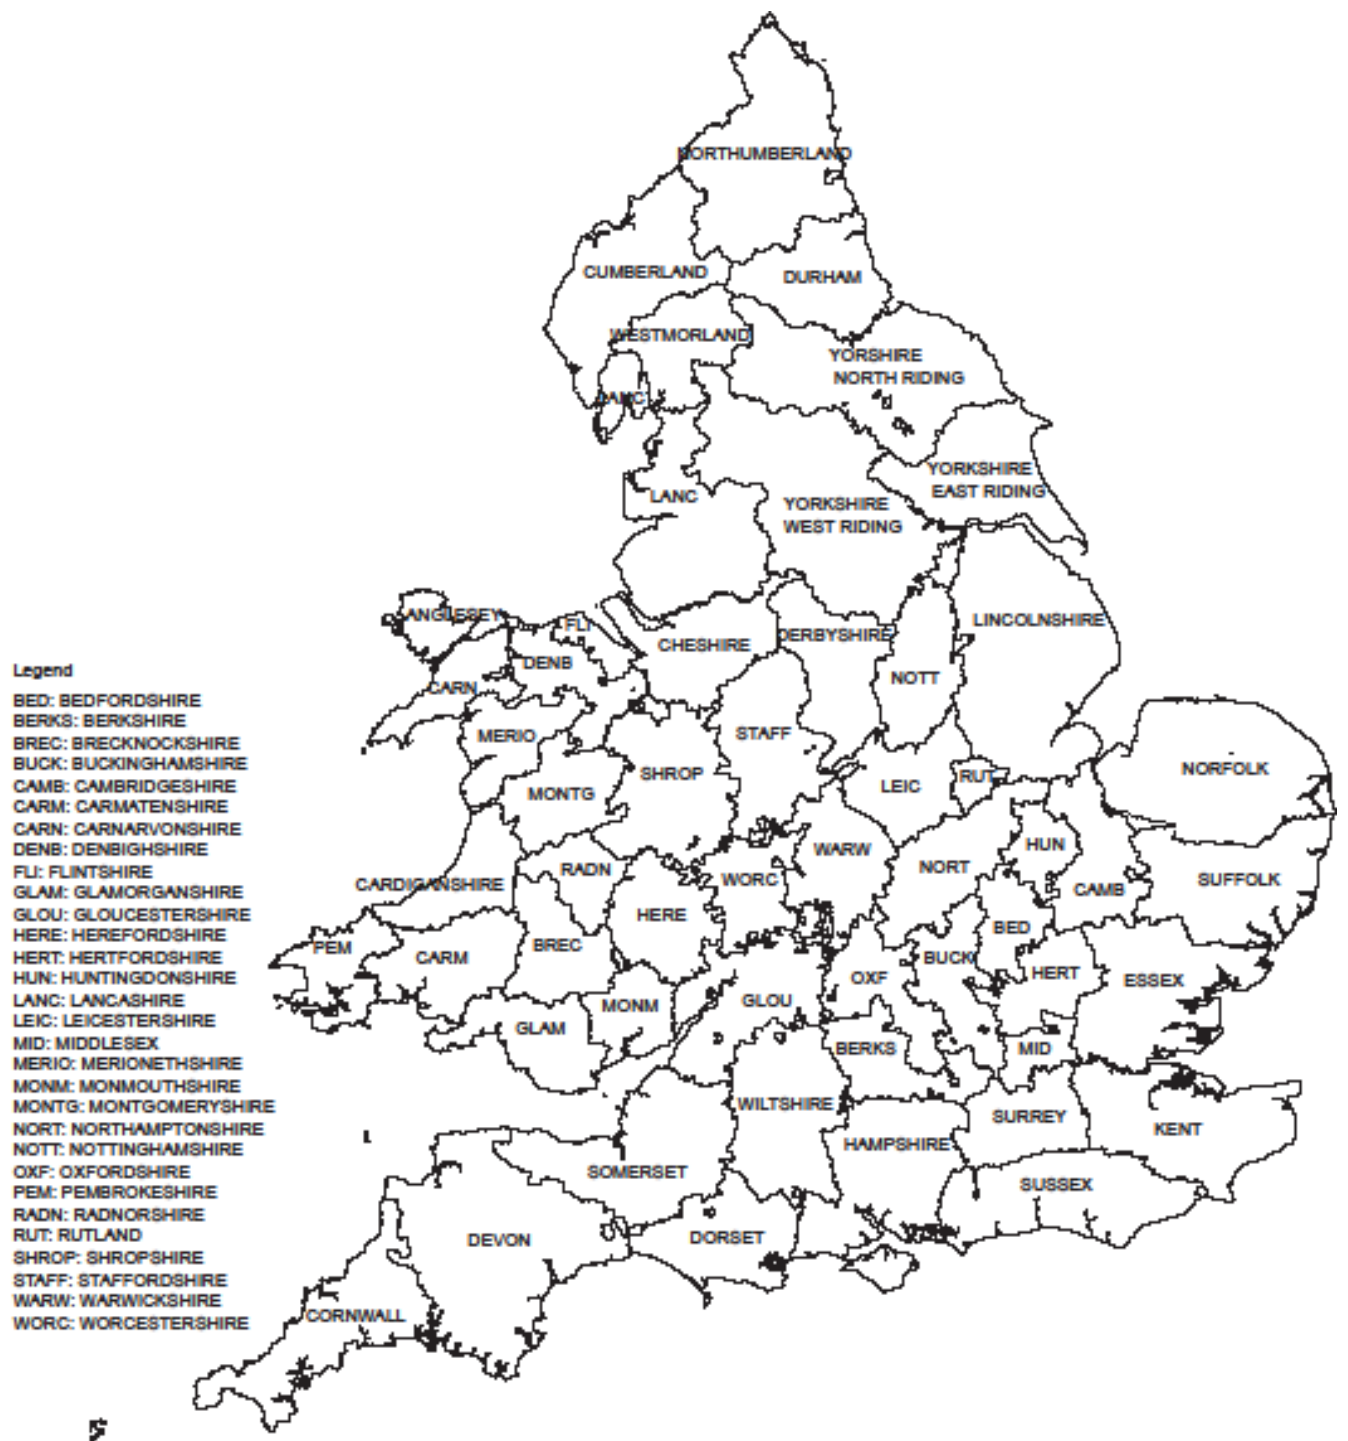 NORTHUMBERLAND
CUMBERLAND
DURHAM
WESTMORLAND
YORSHIRE
NORTH RIDING
LANC
YORKSHIRE
EAST RIDING
LANC
YORKSHIRE
WEST RIDING
ANGLESEY
FLI
CHESHIRE
DERBYSHIRE
LINCOLNSHIRE
DENB
NOTT
CARN
MERIO
STAFF
SHROP
MONTG
LEIC
RUT
NORFOLK
WARW
HUN
NORT
RADN
WORC
CARDIGANSHIRE
CAMB
SUFFOLK
HERE
PEM
CARM
BREC
BED
BUCK
OXF
HERT
ESSEX
MONM
GLOU
GLAM
BERKS
MID
WILTSHIRE
SURREY
KENT
HAMPSHIRE
SOMERSET
SUSSEX
DEVON
DORSET
CORNWALL
Legend
BED: BEDFORDSHIRE
BERKS: BERKSHIRE
BREC: BRECKNOCKSHIRE
BUCK: BUCKINGHAMSHIRE
CAMB: CAMBRIDGESHIRE
CARM: CARMATENSHIRE
CARN: CARNARVONSHIRE
DENB: DENBIGHSHIRE
FLI: FLINTSHIRE
GLAM: GLAMORGANSHIRE
GLOU: GLOUCESTERSHIRE
HERE: HEREFORDSHIRE
HERT: HERTFORDSHIRE
HUN: HUNTINGDONSHIRE
LANC: LANCASHIRE
LEIC: LEICESTERSHIRE
MID: MIDDLESEX
MERIO: MERIONETHSHIRE
MONM: MONMOUTHSHIRE
MONTG: MONTGOMERYSHIRE
NORT: NORTHAMPTONSHIRE
NOTT: NOTTINGHAMSHIRE
OXF: OXFORDSHIRE
PEM: PEMBROKESHIRE
RADN: RADNORSHIRE
RUT: RUTLAND
SHROP: SHROPSHIRE
STAFF: STAFFORDSHIRE
WARW: WARWICKSHIRE
WORC: WORCESTERSHIRE